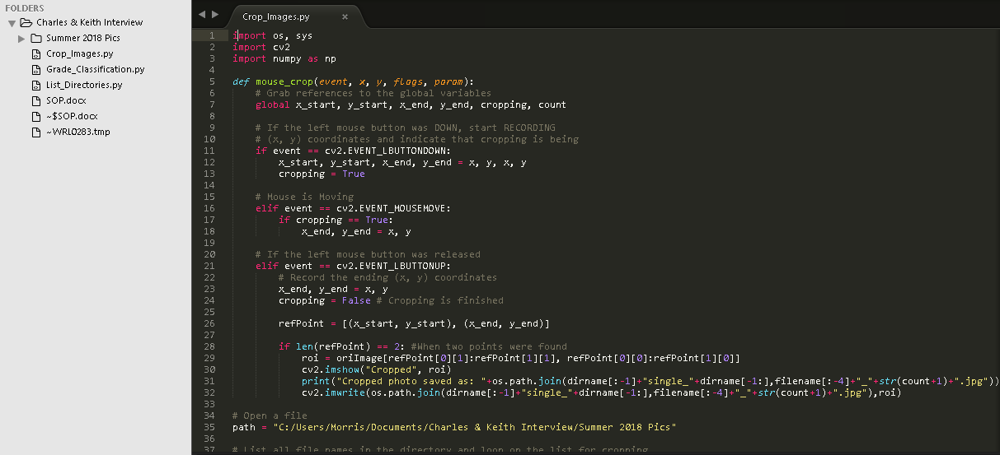 FOLDERS
Charles & Keith Interview
Summer 2018 Pics
Crop_Images.py
Grade_Classification.py
List_Directories.py
SOP.docx
~$SOP.docx
~WRL0283.tmp
Crop_Images.py ×
1 import os, sys
2 import cv2
3 import numpy as np
4
5 def mouse_crop(event, x, y, flags, param):
6     # Grab references to the global variables
7     global x_start, y_start, x_end, y_end, cropping, count
8
9     # If the left mouse button was DOWN, start RECORDING
10     # (x, y) coordinates and indicate that cropping is being
11     if event == cv2.EVENT_LBUTTONDOWN:
12         x_start, y_start, x_end, y_end = x, y, x, y
13         cropping = True
14
15     # Mouse is Moving
16     elif event == cv2.EVENT_MOUSEMOVE:
17         if cropping == True:
18             x_end, y_end = x, y
19
20     # If the left mouse button was released
21     elif event == cv2.EVENT_LBUTTONUP:
22         # Record the ending (x, y) coordinates
23         x_end, y_end = x, y
24         cropping = False # Cropping is finished
25
26         refPoint = [(x_start, y_start), (x_end, y_end)]
27
28         if len(refPoint) == 2: #When two points were found
29             roi = oriImage[refPoint[0][1]:refPoint[1][1], refPoint[0][0]:refPoint[1][0]]
30             cv2.imshow("Cropped", roi)
31             print("Cropped photo saved as: "+os.path.join(dirname[:-1]+"single_"+dirname[-1:],filename[:-4]+"_"+str(count+1)+".jpg"))
32             cv2.imwrite(os.path.join(dirname[:-1]+"single_"+dirname[-1:],filename[:-4]+"_"+str(count+1)+".jpg"),roi)
33
34 # Open a file
35 path = "C:/Users/Morris/Documents/Charles & Keith Interview/Summer 2018 Pics"
36
37 # List all file names in the directory and loop on the list for cropping